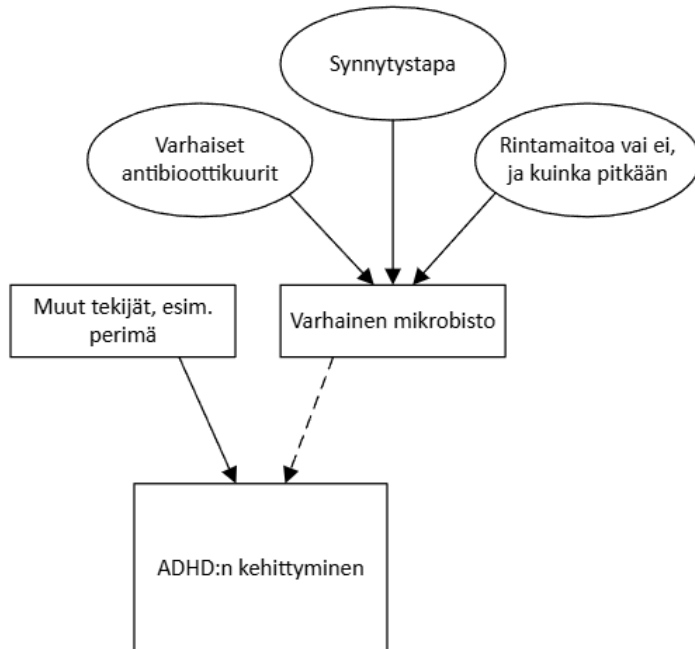 Synnytystapa
Varhaiset
antibioottikuurit
Rintamaitoa vai ei,
ja kuinka pitkään
Muut tekijät, esim.
perimä
Varhainen mikrobisto
ADHD:n kehittyminen